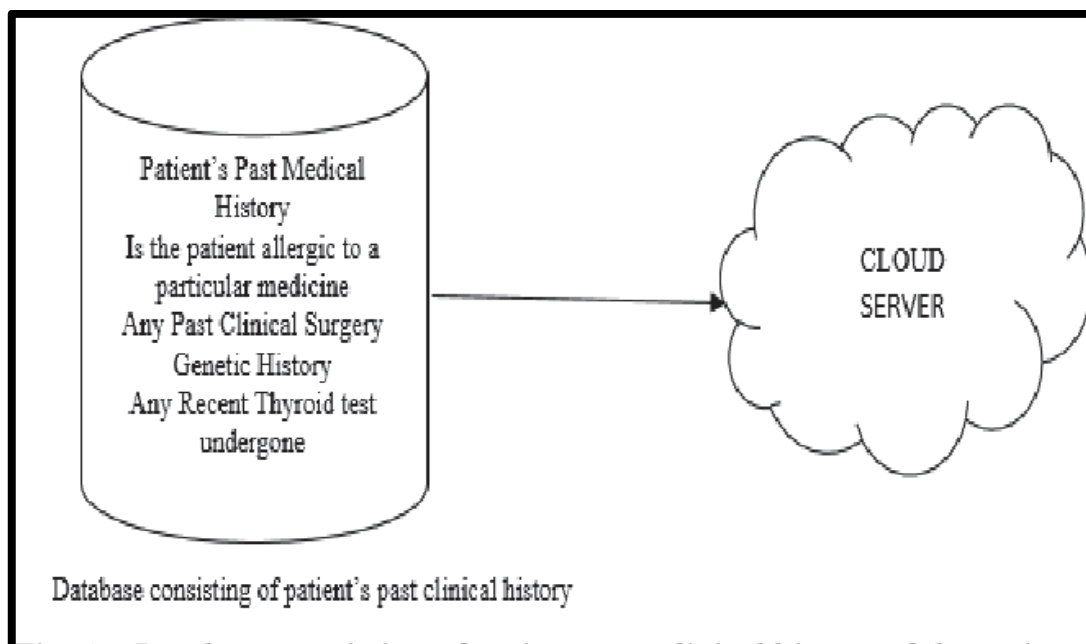 Patient's Past Medical
History
Is the patient allergic to a
particular medicine
Any Past Clinical Surgery
Genetic History
Any Recent Thyroid test
undergone
CLOUD
SERVER
Database consisting of patient's past clinical history